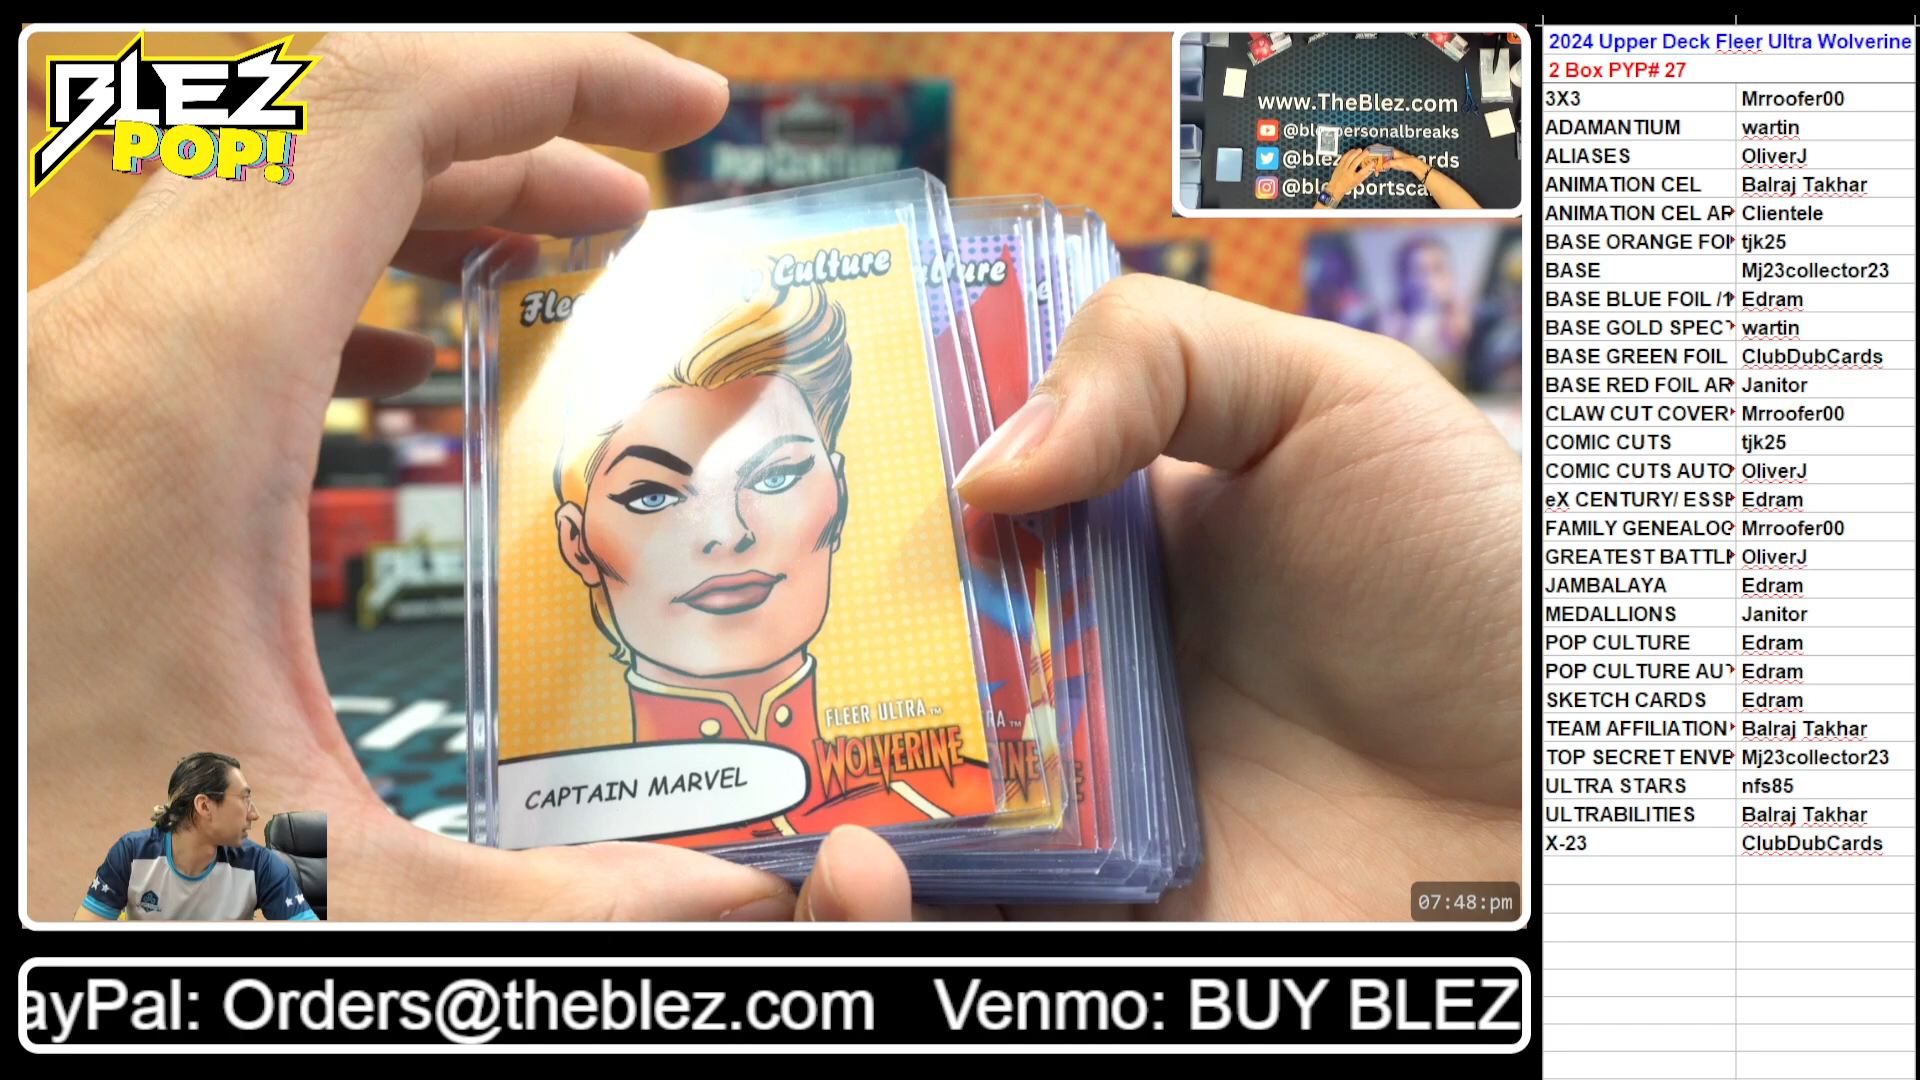 BLEZ
POP!
www.TheBlez.com
@blezpersonalbreaks
Culture
CAPTAIN MARVEL
FLEER ULTRA™
WOLVERINE
07:48:pm
ayPal: Orders@theblez.com Venmo: BUY BLEZ
2024 Upper Deck Fleer Ultra Wolverine
2 Box PYP# 27
3X3 Mrroofer00
ADAMANTIUM wartin
ALIASES OliverJ
ANIMATION CEL Balraj Takhar
ANIMATION CEL AR Clientele
BASE ORANGE FOI tjk25
BASE Mj23collector23
BASE BLUE FOIL /1 Edram
BASE GOLD SPECT wartin
BASE GREEN FOIL ClubDubCards
BASE RED FOIL AR Janitor
CLAW CUT COVER Mrroofer00
COMIC CUTS tjk25
COMIC CUTS AUTO OliverJ
eX CENTURY/ ESSE Edram
FAMILY GENEALOG Mrroofer00
GREATEST BATTLE OliverJ
JAMBALAYA Edram
MEDALLIONS Janitor
POP CULTURE Edram
POP CULTURE AUT Edram
SKETCH CARDS Edram
TEAM AFFILIATION Balraj Takhar
TOP SECRET ENVE Mj23collector23
ULTRA STARS nfs85
ULTRABILITIES Balraj Takhar
X-23 ClubDubCards